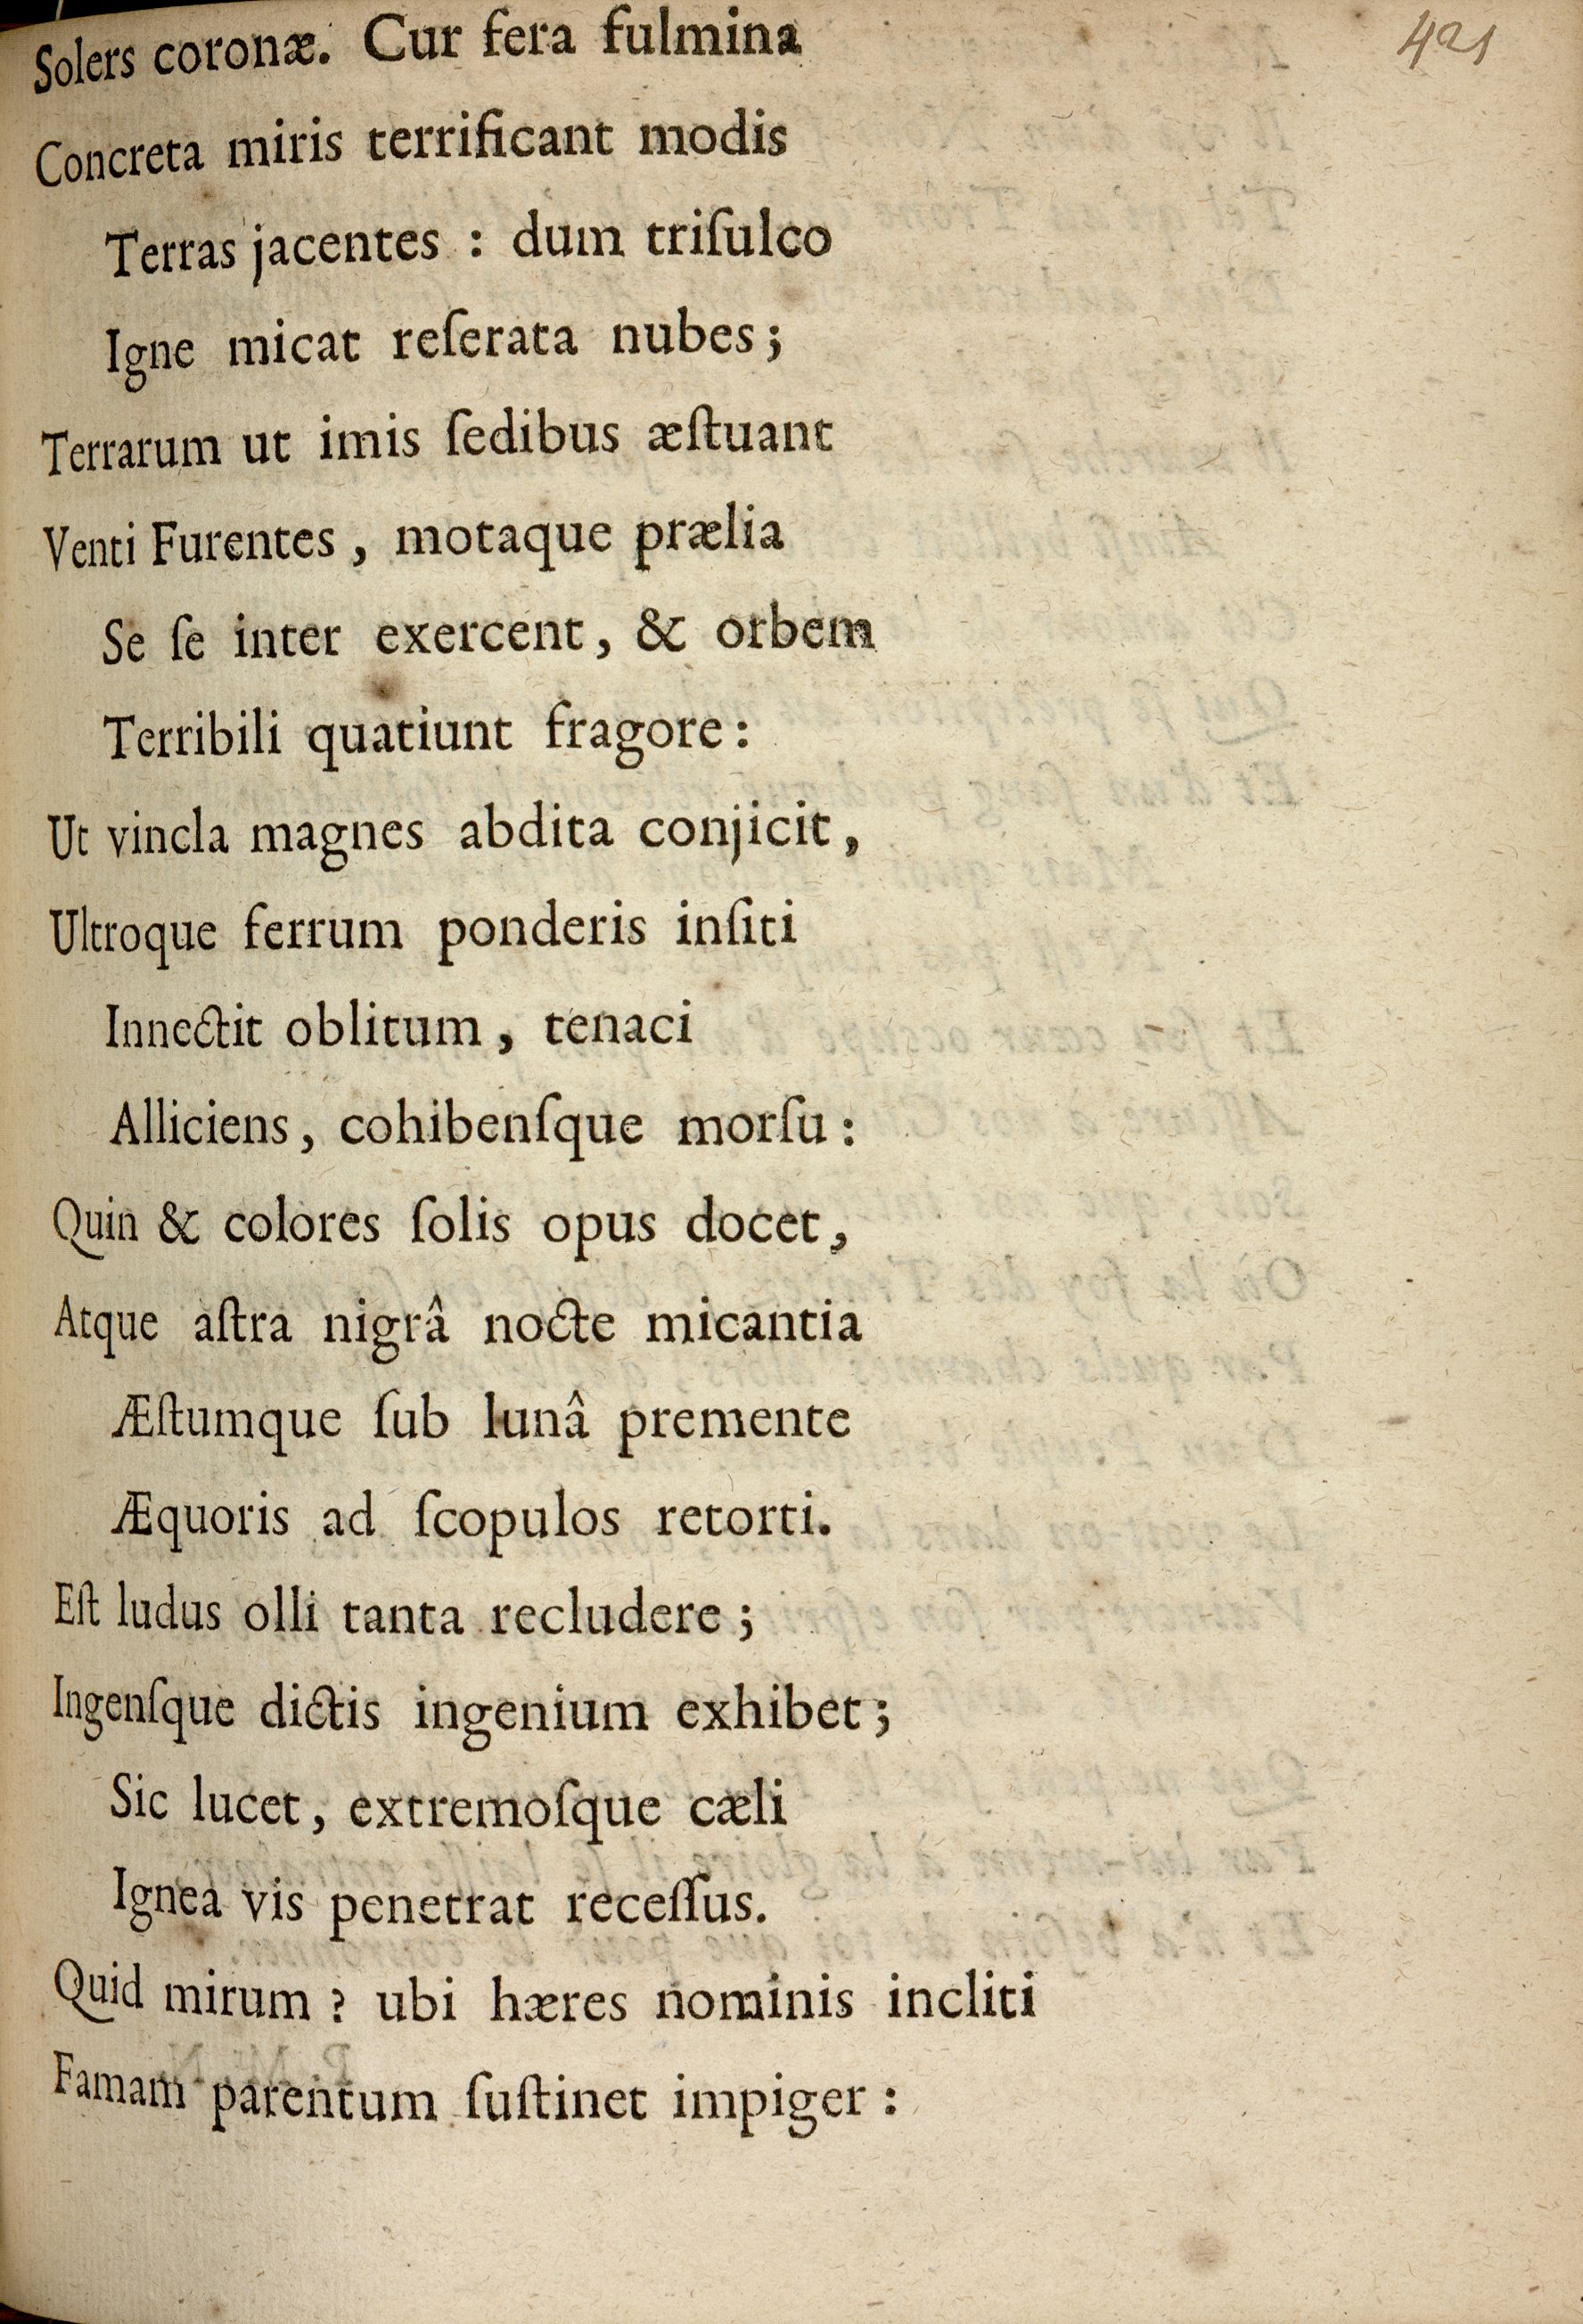 421
Solers coronæ. Cur fera fulmina
Concreta miris terrificant modis
Terras jacentes : dum triſulco
Igne micat reſerata nubes ;
Terrarum ut imis ſedibus æſtuant
Venti Furentes , motaque prælia
Se ſe inter exercent , & orbem
Terribili quatiunt fragore :
Ut vincla magnes abdita conjicit ,
Ultroque ferrum ponderis inſiti
Innectit oblitum , tenaci
Alliciens , cohibenſque morſu :
Quin & colores ſolis opus docet ,
Atque aſtra nigrâ nocte micantia
Æſtumque ſub lunâ premente
Æquoris ad ſcopulos retorti.
Eſt ludus olli tanta recludere ;
Ingenſque dictis ingenium exhibet ;
Sic lucet , extremoſque cæli
Ignea vis penetrat receſſus.
Quid mirum ? ubi hæres nominis incliti
Famam parentum ſuſtinet impiger :